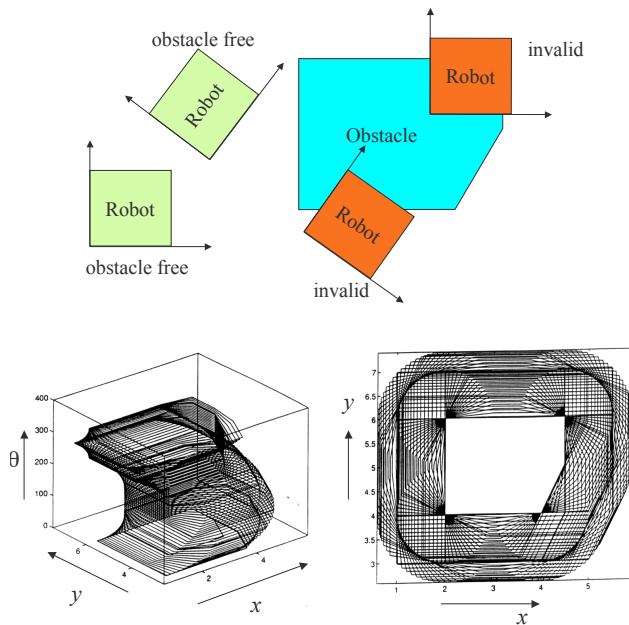 obstacle free
Robot
invalid
Robot
Obstacle
Robot
obstacle free
Robot
invalid
400
300
200
100
0
θ
6
4
2
4
y
x
7
6.5
6
5.5
5
4.5
4
3.5
3
y
1
2
3
4
5
x